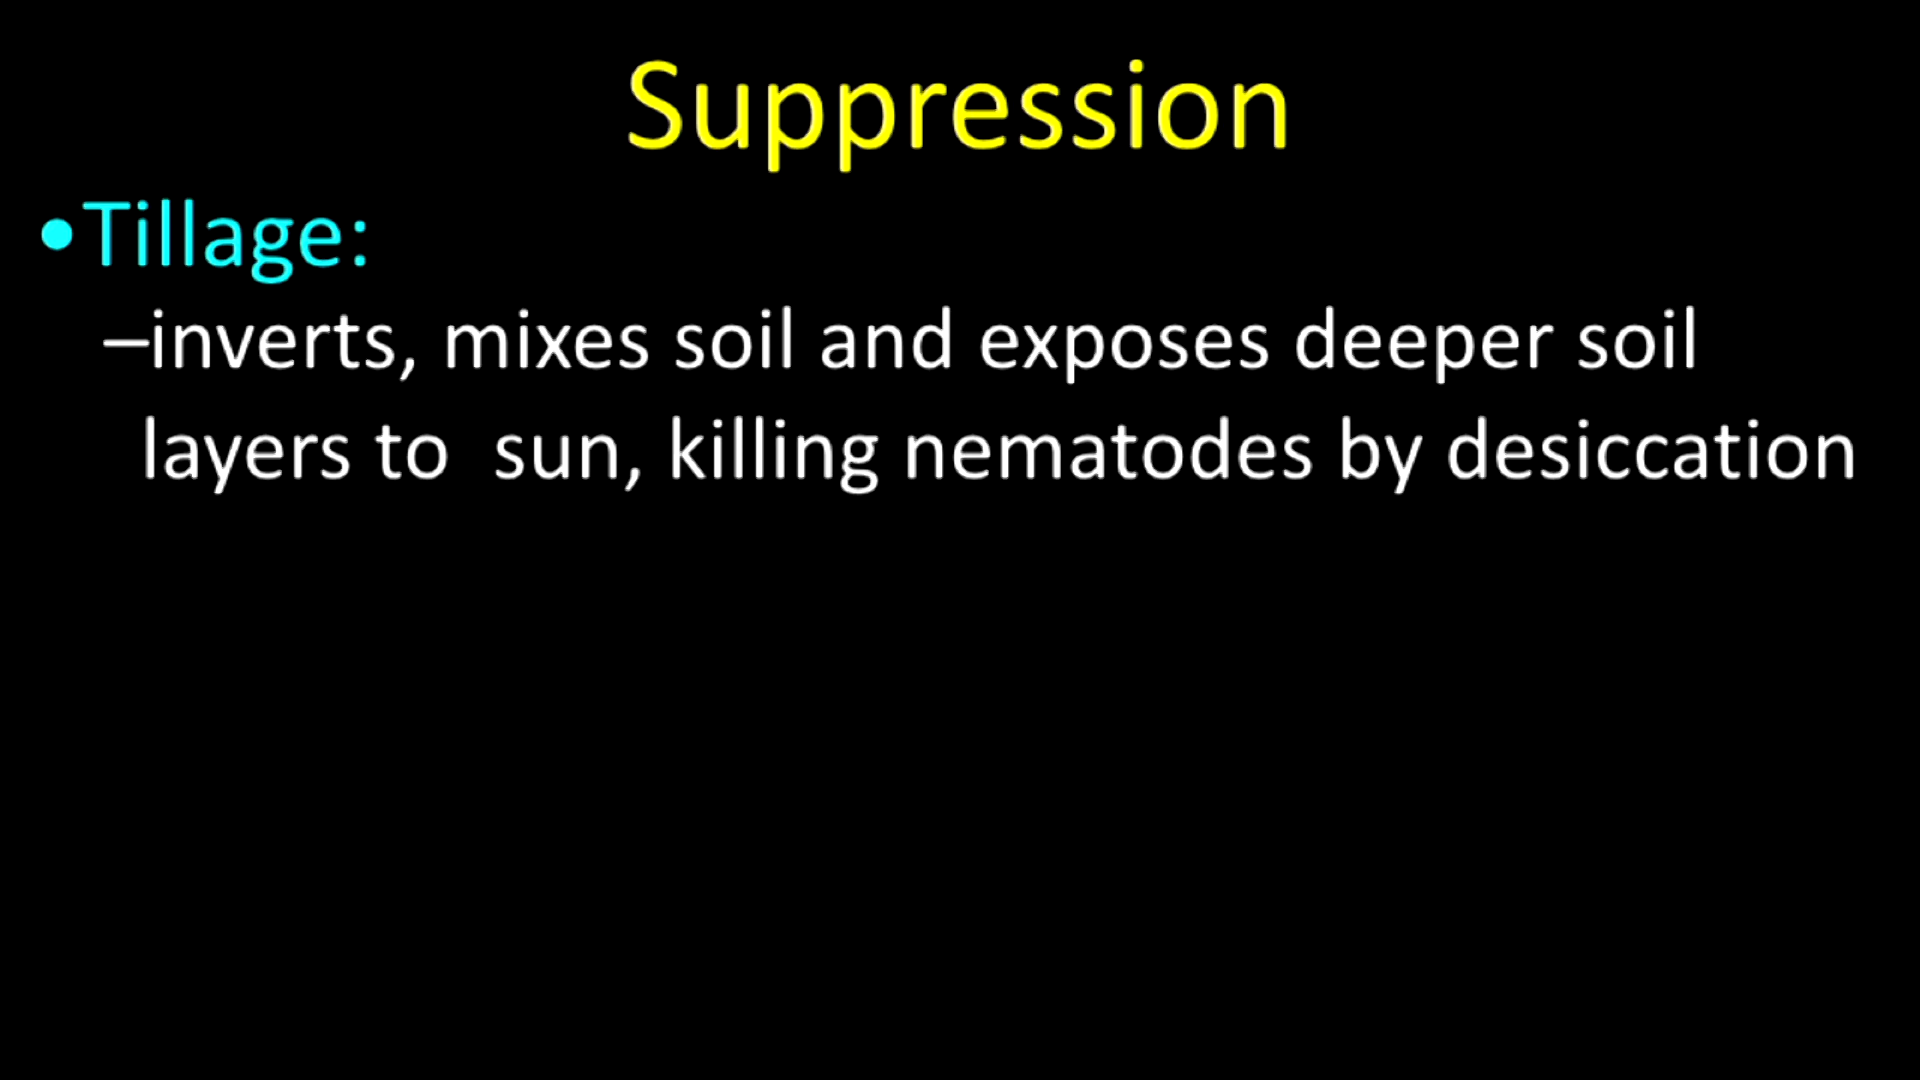 Suppression
•Tillage:
–inverts, mixes soil and exposes deeper soil
layers to  sun, killing nematodes by desiccation